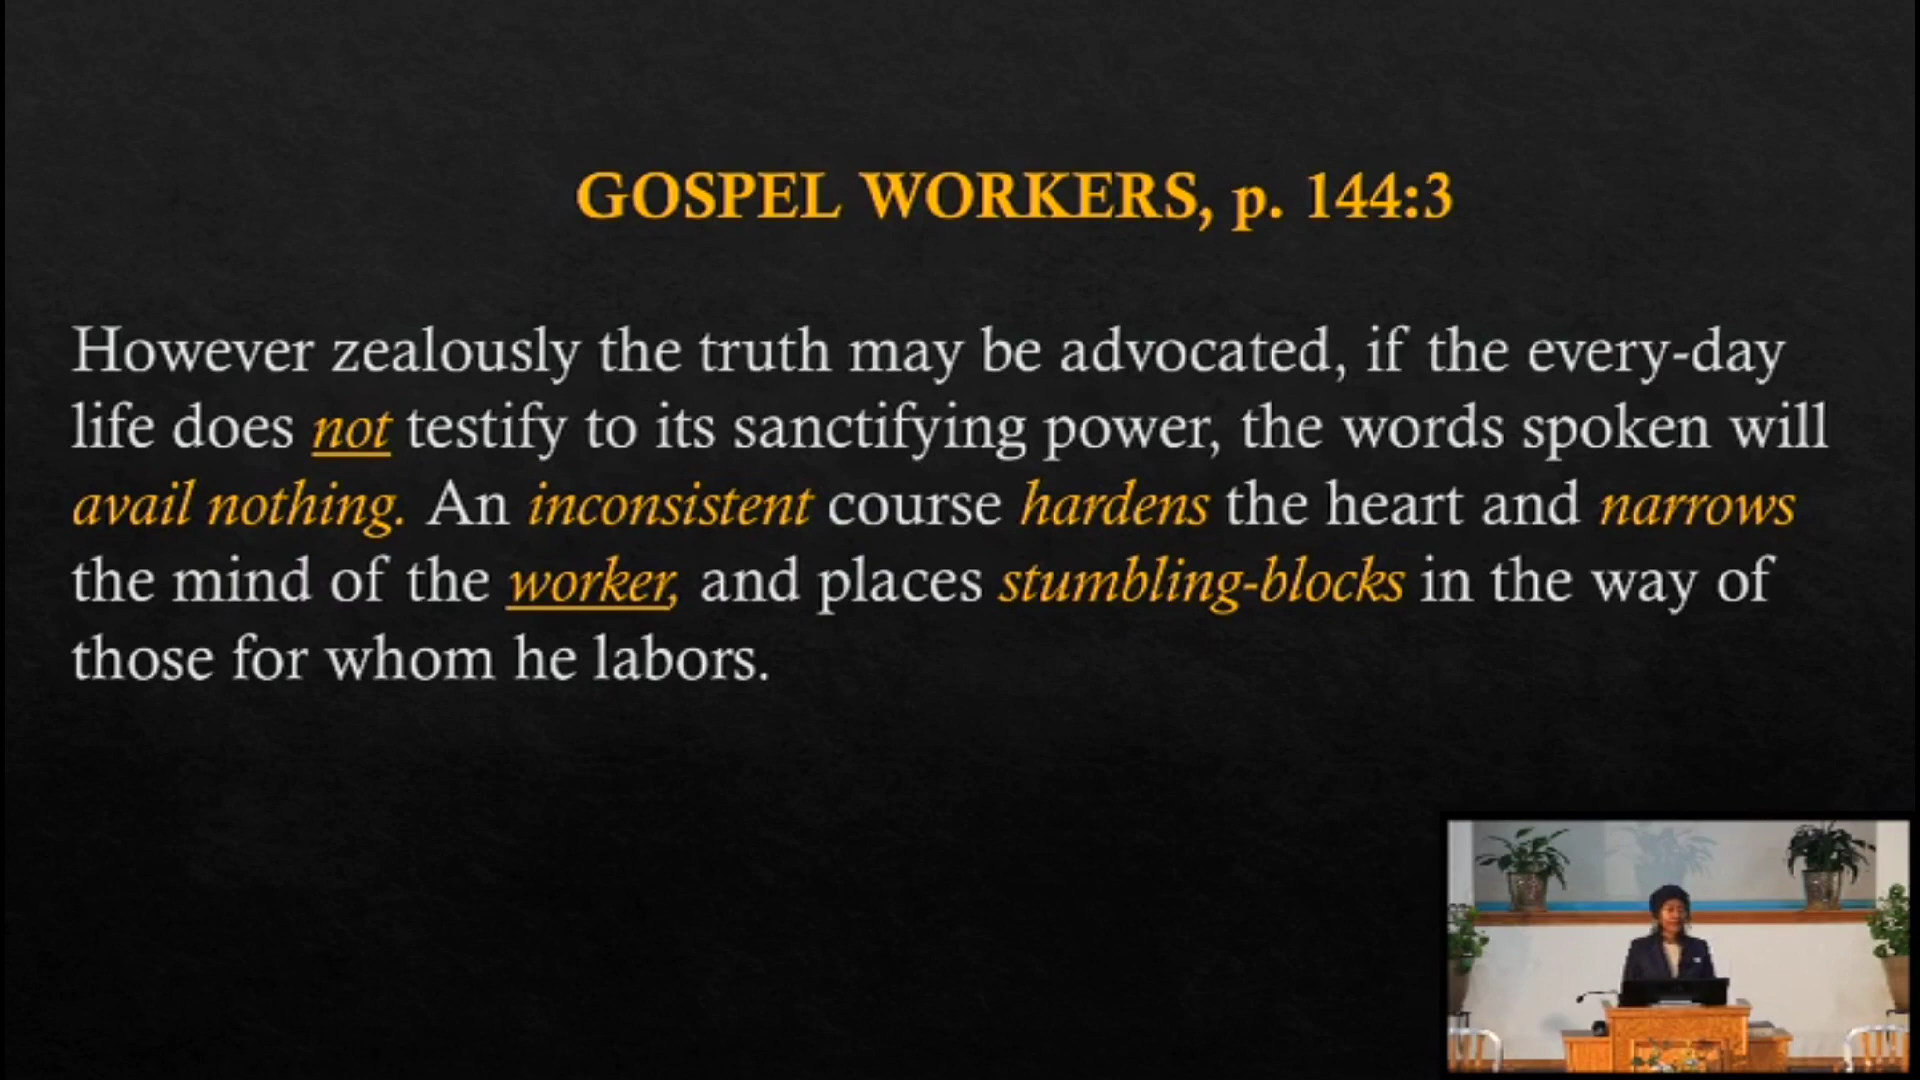 GOSPEL WORKERS, p. 144:3
However zealously the truth may be advocated, if the every-day
life does not testify to its sanctifying power, the words spoken will
avail nothing. An inconsistent course hardens the heart and narrows
the mind of the worker, and places stumbling-blocks in the way of
those for whom he labors.